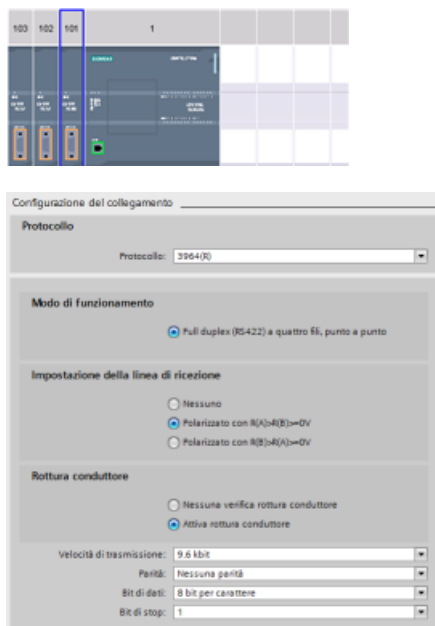 103 102 101 1
SIEMENS
Configurazione del collegamento
Protocollo
Protocollo: 3964(R)
Modo di funzionamento
Full duplex (RS422) a quattro fili, punto a punto
Impostazione della linea di ricezione
Nessuno
Polarizzato con R(A)>R(B)>=0V
Polarizzato con R(B)>R(A)>=0V
Rottura conduttore
Nessuna verifica rottura conduttore
Attiva rottura conduttore
Velocità di trasmissione: 9.6 kbit
Parità: Nessuna parità
Bit di dati: 8 bit per carattere
Bit di stop: 1